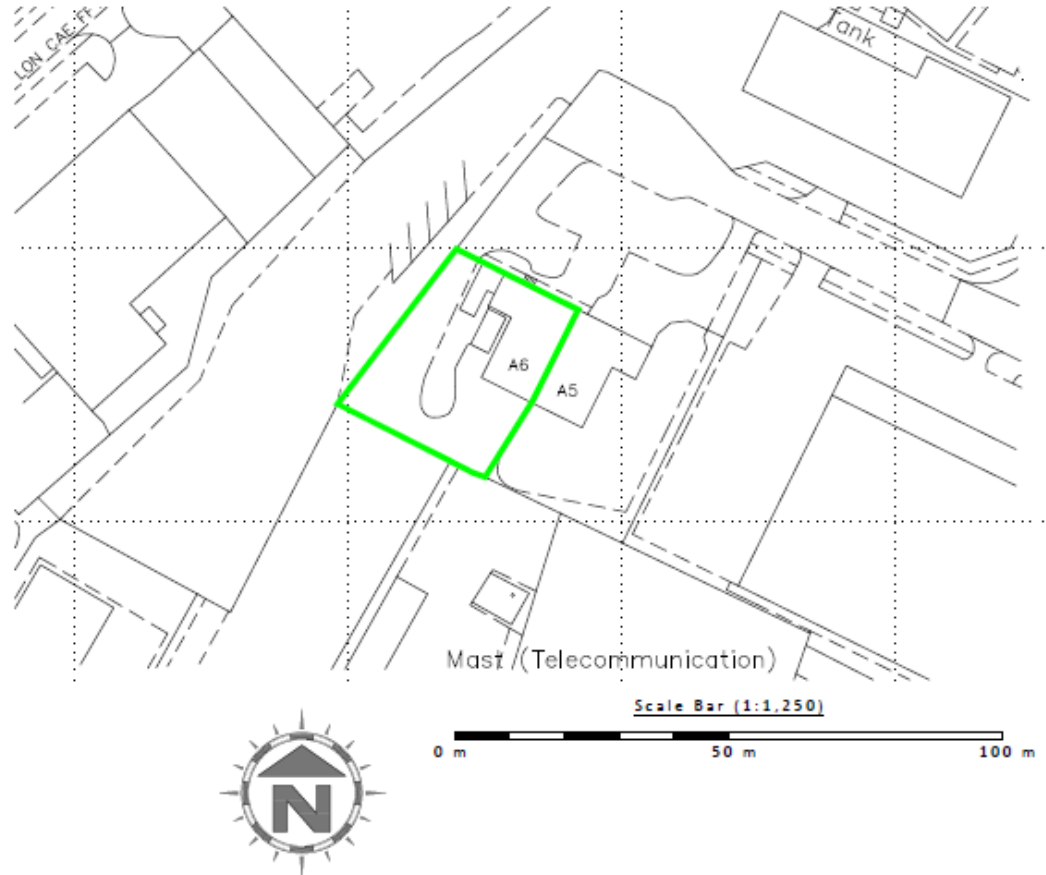 LON CAE FF
Tank
A6
A5
Mast (Telecommunication)
Scale Bar (1:1,250)
0 m 50 m 100 m
N